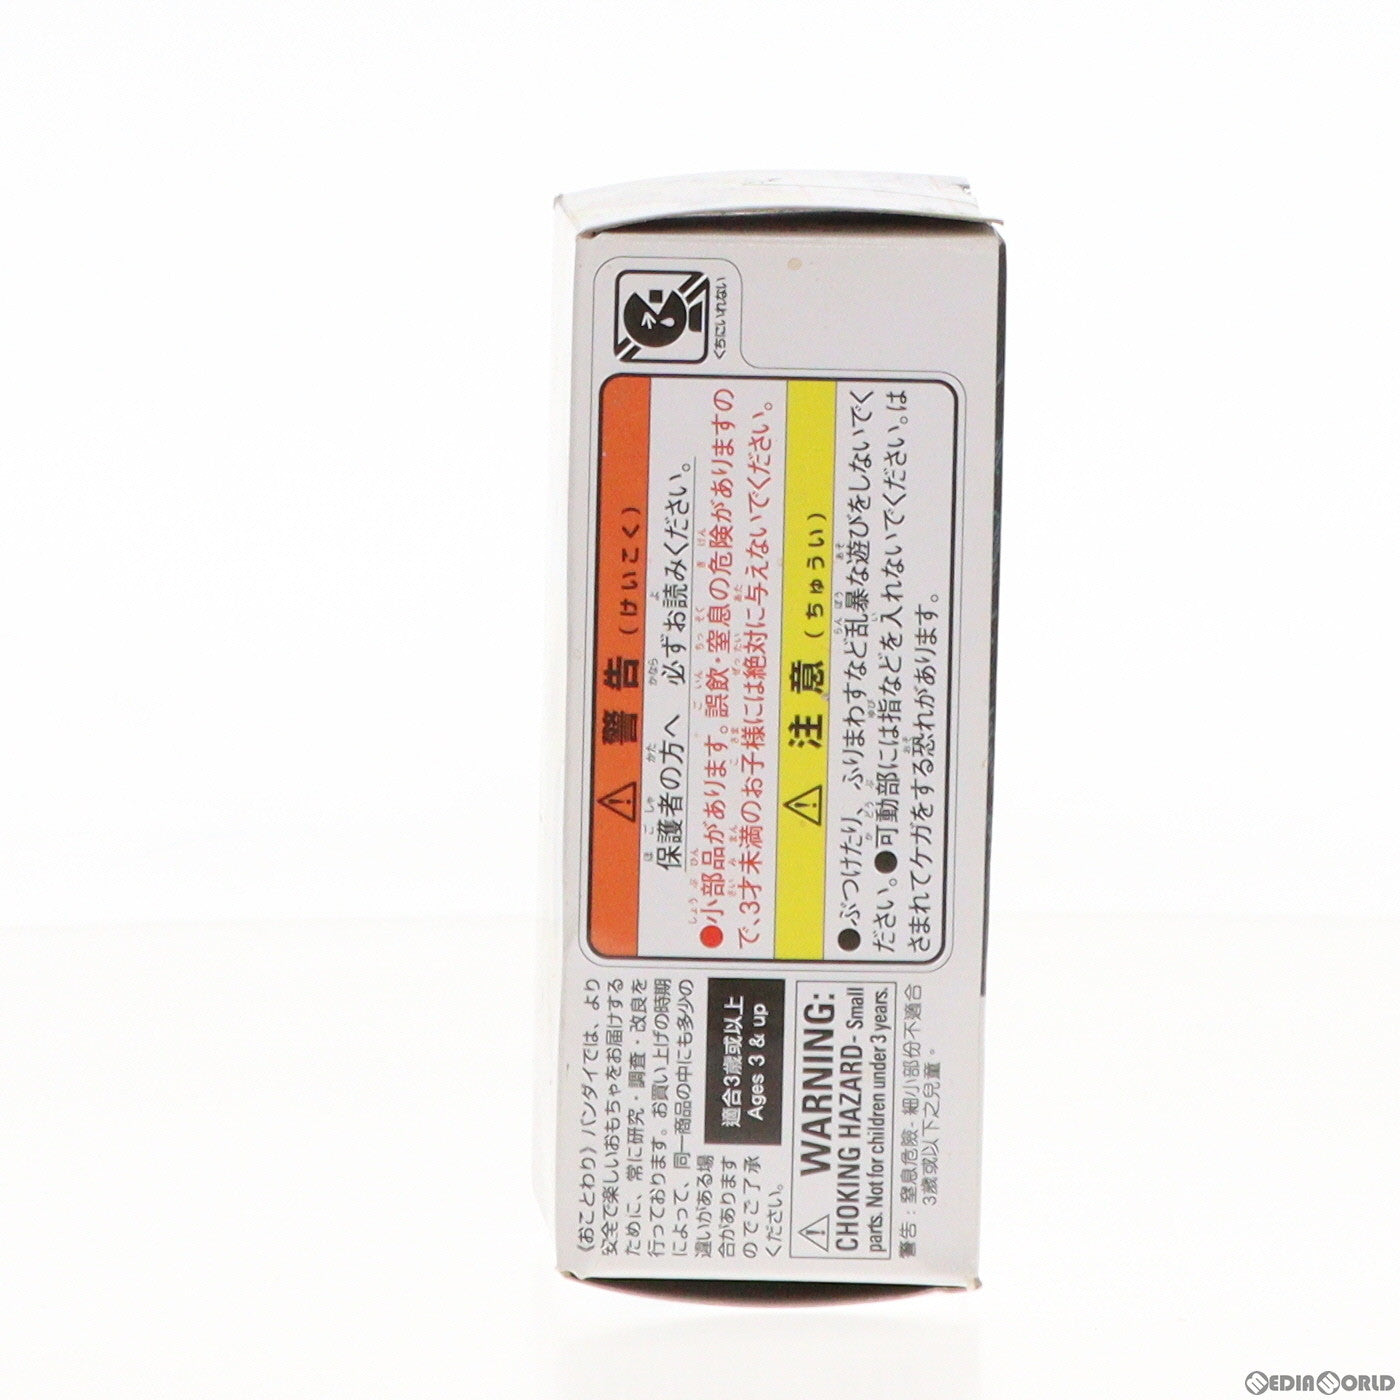 くちにいれない
警告(けいこく)
保護者の方へ 必ずお読みください。
●小部品があります。誤飲・窒息の危険がありますの
で、3才未満のお子様には絶対に与えないでください。
注意(ちゅうい)
●ぶつけたり、ふりまわすなど乱暴な遊びをしないでく
ださい。●可動部には指などを入れないでください。は
さまれてケガをする恐れがあります。
《おことわり》バンダイでは、より
安全で楽しいおもちゃをお届けする
ために、常に研究・調査・改良を
行っております。お買い上げの時期
によって、同一商品の中にも多少の
違いがある場
合があります
のでご了承
ください。
適合3歲或以上
Ages 3 & up
WARNING:
CHOKING HAZARD- Small
parts. Not for children under 3 years.
警告:窒息危險-細小部份不適合
3歲或以下之兒童。
MEDIAWORLD